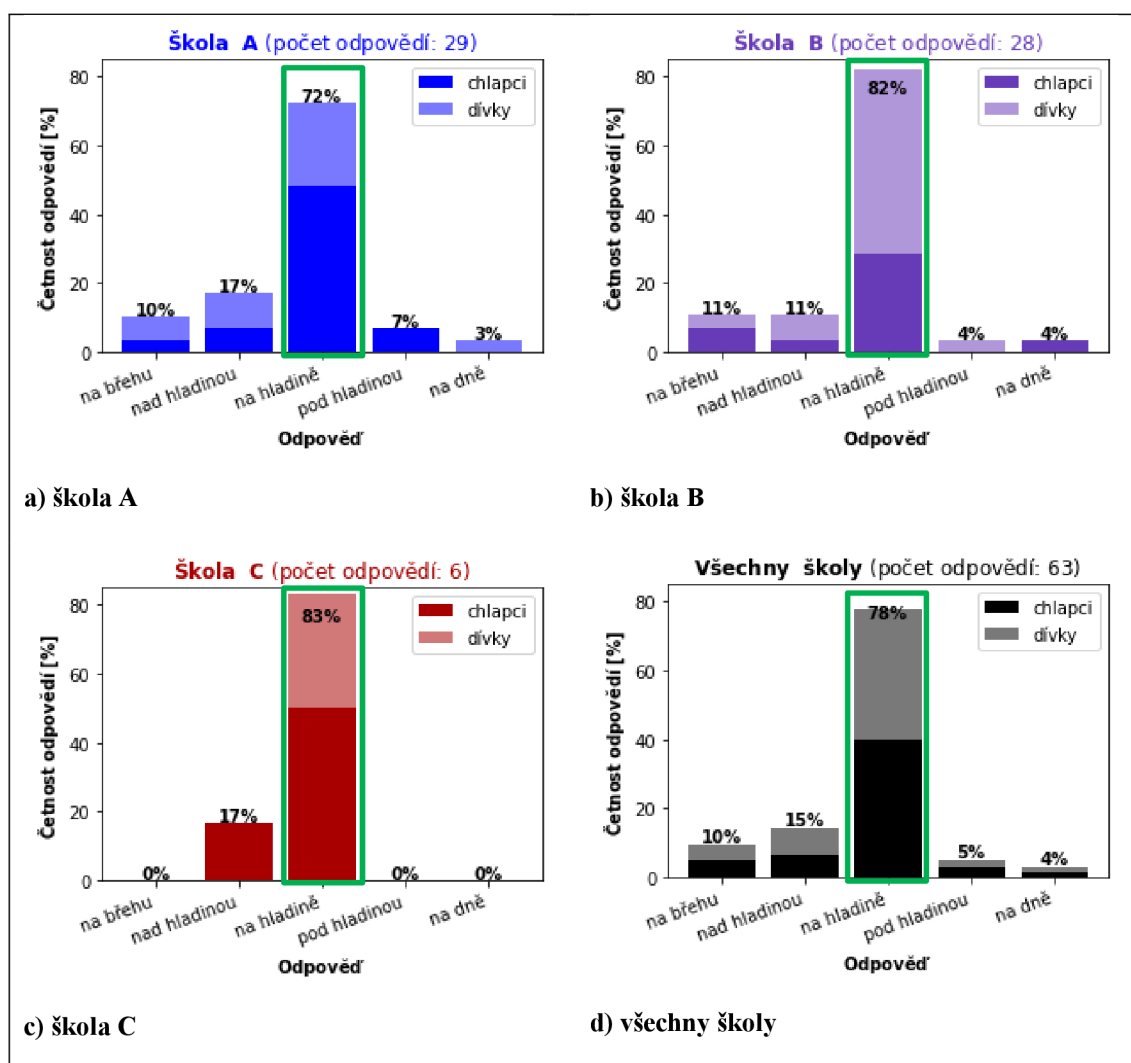 Škola A (počet odpovědí: 29)
Četnost odpovědí [%]
80
60
40
20
0
chlapci
dívky
10%
17%
72%
7%
3%
na břehu
nad hladinou
na hladině
pod hladinou
na dně
Odpověď
a) škola A
Škola B (počet odpovědí: 28)
Četnost odpovědí [%]
80
60
40
20
0
chlapci
dívky
11%
11%
82%
4%
4%
na břehu
nad hladinou
na hladině
pod hladinou
na dně
Odpověď
b) škola B
Škola C (počet odpovědí: 6)
Četnost odpovědí [%]
80
60
40
20
0
chlapci
dívky
0%
17%
83%
0%
0%
na břehu
nad hladinou
na hladině
pod hladinou
na dně
Odpověď
c) škola C
Všechny školy (počet odpovědí: 63)
Četnost odpovědí [%]
80
60
40
20
0
chlapci
dívky
10%
15%
78%
5%
4%
na břehu
nad hladinou
na hladině
pod hladinou
na dně
Odpověď
d) všechny školy